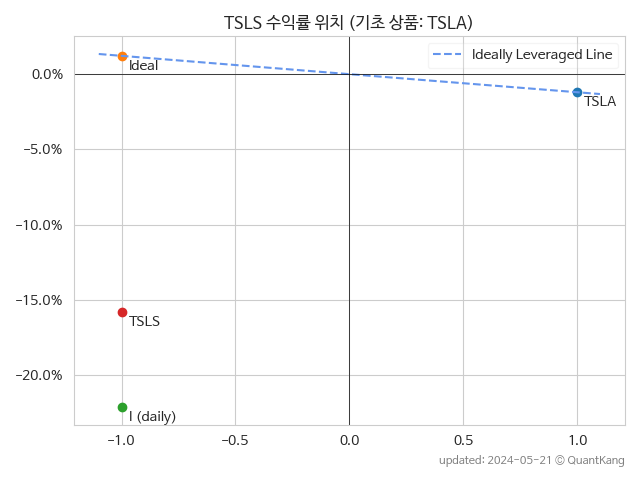 TSLS 수익률 위치 (기초 상품: TSLA)
Ideally Leveraged Line
Ideal
TSLA
TSLS
I (daily)
0.0%
−5.0%
−10.0%
−15.0%
−20.0%
−1.0
−0.5
0.0
0.5
1.0
updated: 2024-05-21 © QuantKang